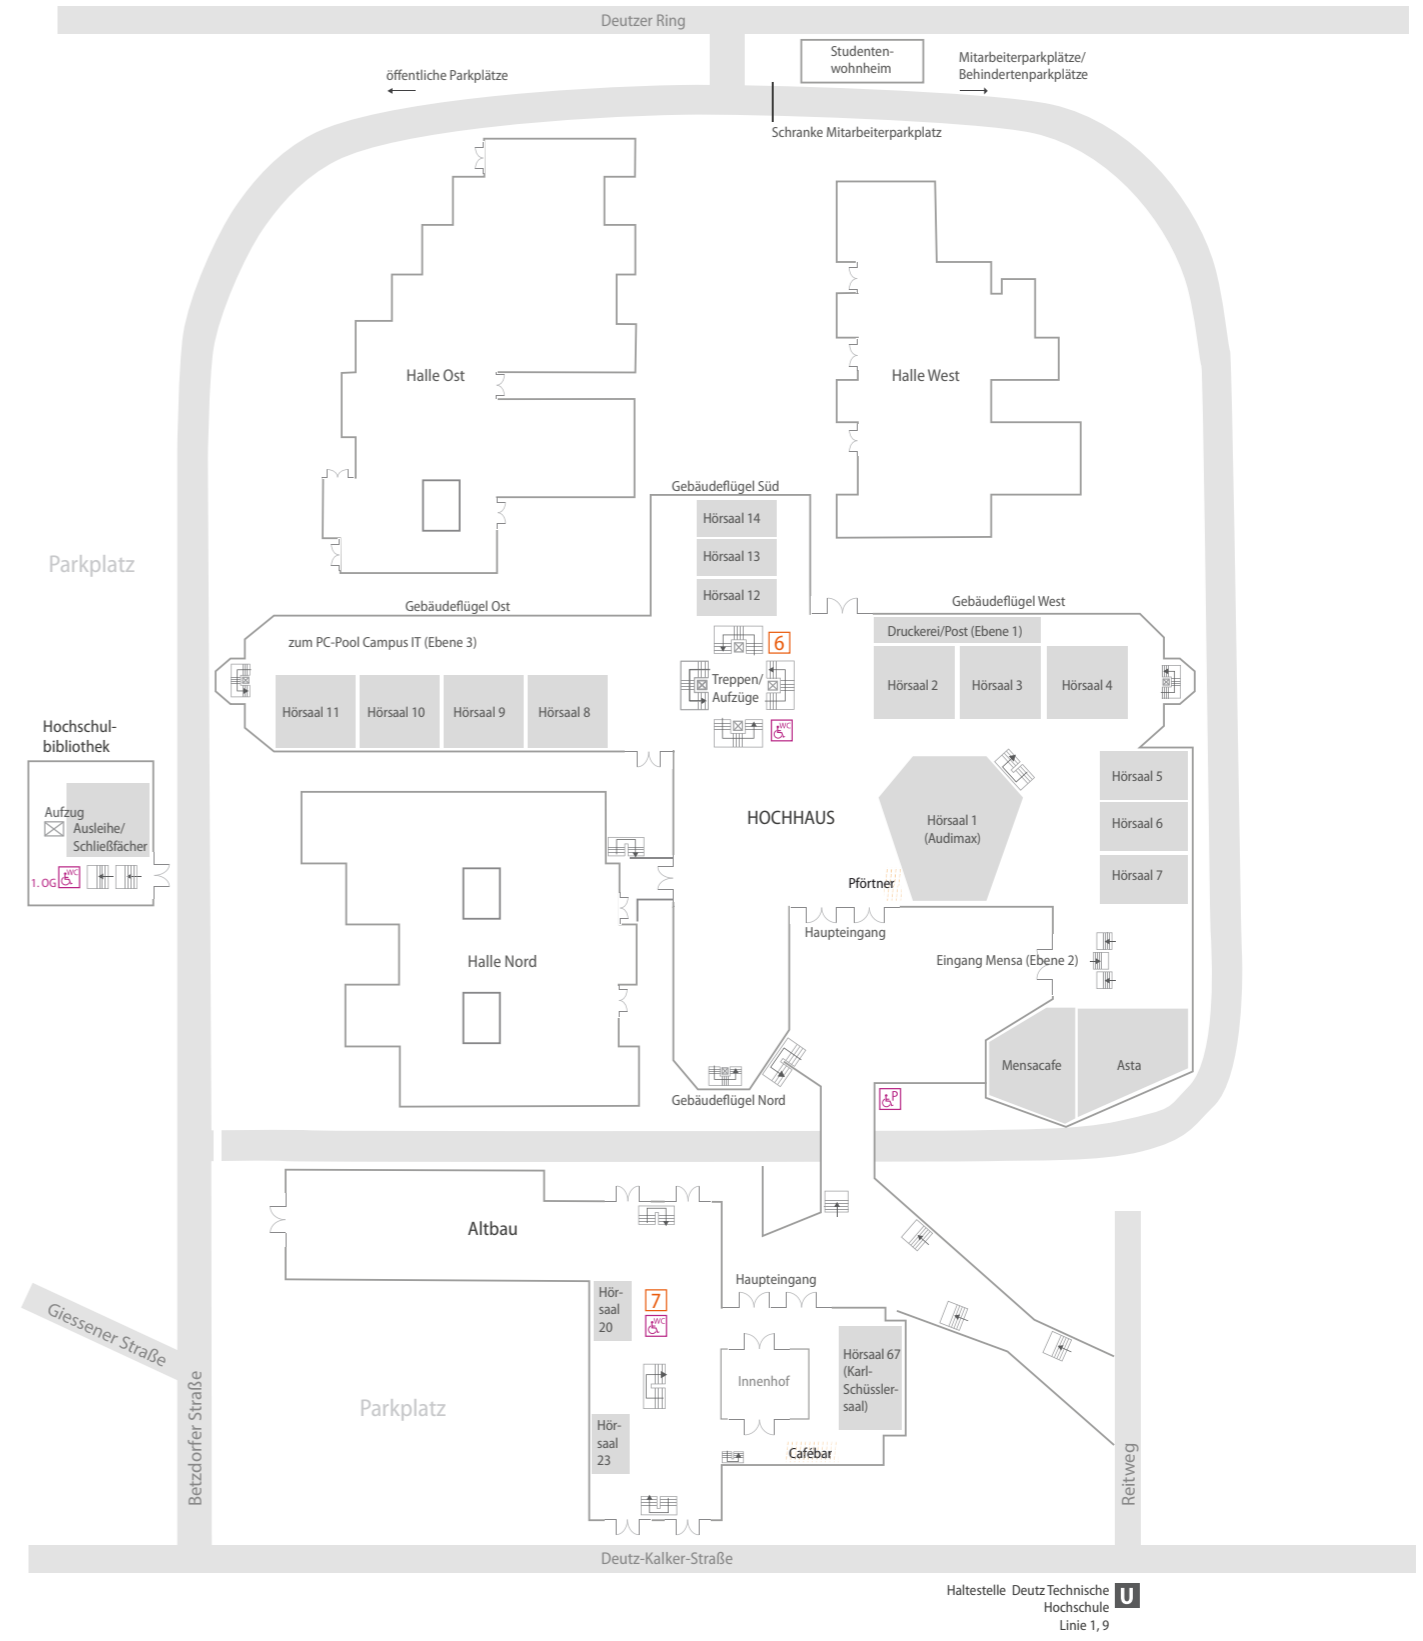 Deutzer Ring
Studenten-
wohnheim
Mitarbeiterparkplätze/
Behindertenparkplätze
öffentliche Parkplätze
Schranke Mitarbeiterparkplatz
Halle Ost
Halle West
Gebäudeflügel Süd
Hörsaal 14
Hörsaal 13
Hörsaal 12
Parkplatz
Gebäudeflügel Ost
Gebäudeflügel West
zum PC-Pool Campus IT (Ebene 3)
6
Druckerei/Post (Ebene 1)
Treppen/
Aufzüge
WC
Hörsaal 2
Hörsaal 3
Hörsaal 4
Hörsaal 11
Hörsaal 10
Hörsaal 9
Hörsaal 8
Hochschul-
bibliothek
Aufzug
Ausleihe/
Schließfächer
1. OG
WC
Hörsaal 5
Hörsaal 6
Hörsaal 7
HOCHHAUS
Hörsaal 1
(Audimax)
Pförtner
Haupteingang
Eingang Mensa (Ebene 2)
Halle Nord
Mensacafe
Asta
Gebäudeflügel Nord
P
Altbau
Haupteingang
Hör-
saal
20
7
WC
Giessener Straße
Betzdorfer Straße
Parkplatz
Innenhof
Hörsaal 67
(Karl-
Schüssler-
saal)
Hör-
saal
23
Cafébar
Reitweg
Deutz-Kalker-Straße
Haltestelle Deutz Technische
Hochschule
Linie 1, 9
U